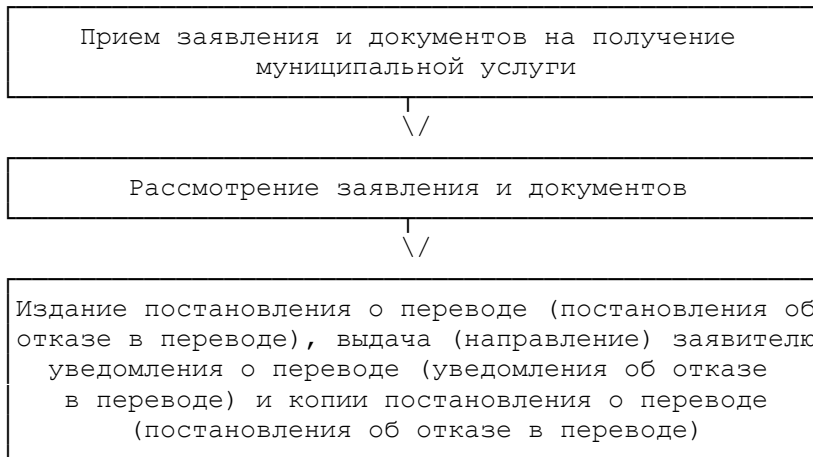 Прием заявления и документов на получение
муниципальной услуги
\/
Рассмотрение заявления и документов
\/
Издание постановления о переводе (постановления об
отказе в переводе), выдача (направление) заявителю
уведомления о переводе (уведомления об отказе
в переводе) и копии постановления о переводе
(постановления об отказе в переводе)